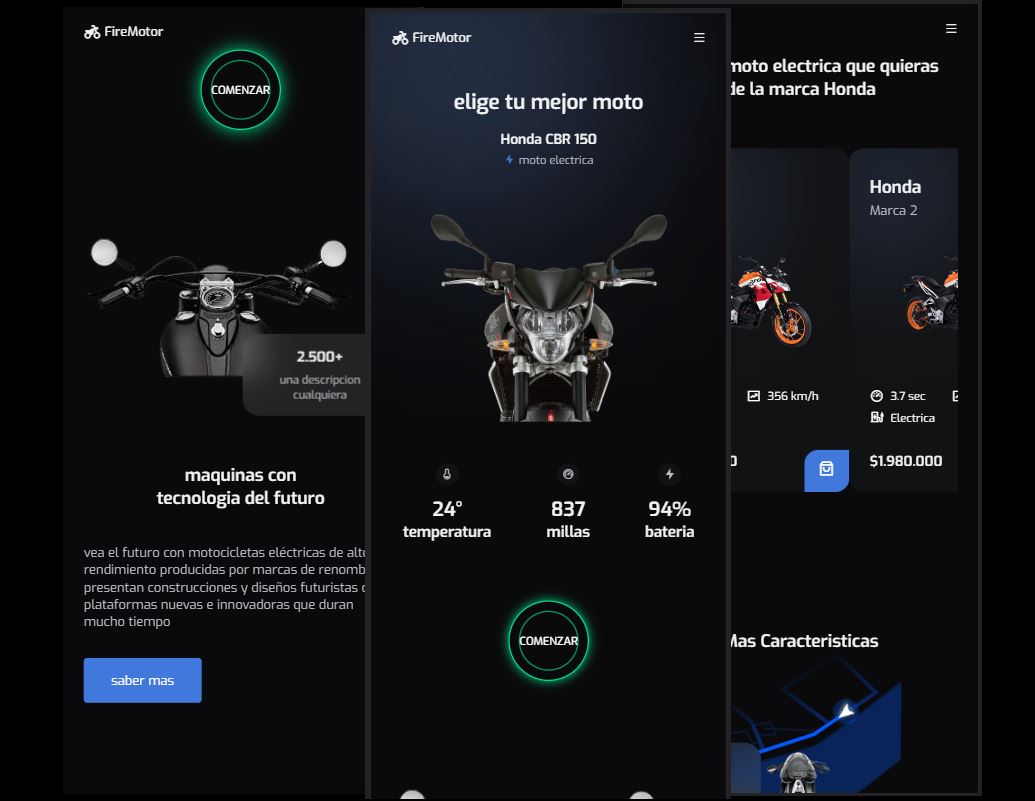 FireMotor
COMENZAR
2.500+
una descripcion
cualquiera
maquinas con
tecnologia del futuro
vea el futuro con motocicletas eléctricas de alto
rendimiento producidas por marcas de
presentan construcciones y diseños futuristas
plataformas nuevas e innovadoras que duran
mucho tiempo
saber mas
FireMotor
elige tu mejor moto
Honda CBR 150
moto electrica
24°
temperatura
837
millas
94%
bateria
COMENZAR
moto electrica que quieras
de la marca Honda
Honda
Marca 2
356 km/h
3.7 sec
Electrica
$1.980.000
Mas Caracteristicas